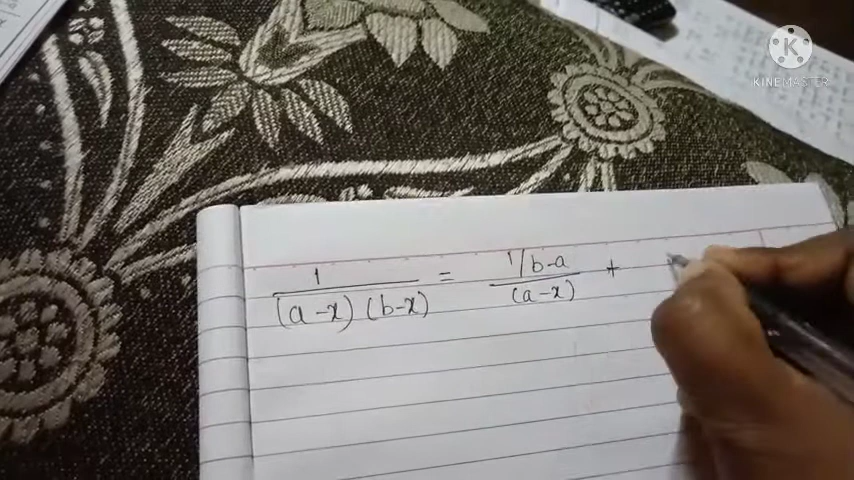 K
KINEMASTER
1 / (a-x) (b-x) = 1/b-a / (a-x) +